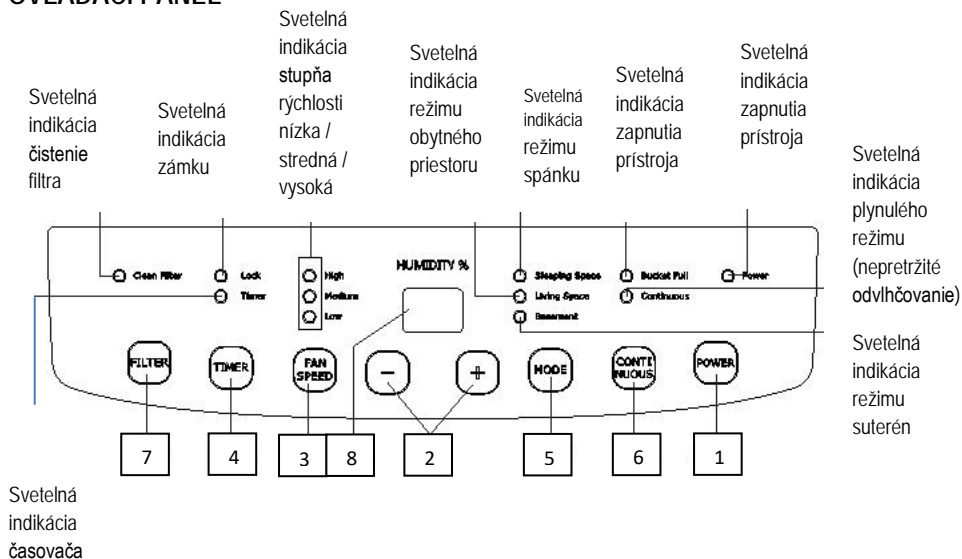 OVLÁDACÍ PANEL
Svetelná
indikácia
čistenie
filtra
Svetelná
indikácia
zámku
Svetelná
indikácia
stupňa
rýchlosti
nízka /
stredná /
vysoká
Svetelná
indikácia
režimu
obytného
priestoru
Svetelná
indikácia
režimu
spánku
Svetelná
indikácia
zapnutia
prístroja
Svetelná
indikácia
zapnutia
prístroja
Svetelná
indikácia
plynulého
režimu
(nepretržité
odvlhčovanie)
Svetelná
indikácia
režimu
suterén
Clean Filter
Lock
Timer
High
Medium
Low
HUMIDITY %
Sleeping Space
Living Space
Basement
Bucket Full
Continuous
Power
FILTER
TIMER
FAN
SPEED
−
+
MODE
CONTI
NUOUS
POWER
7
4
3
8
2
5
6
1
Svetelná
indikácia
časovača